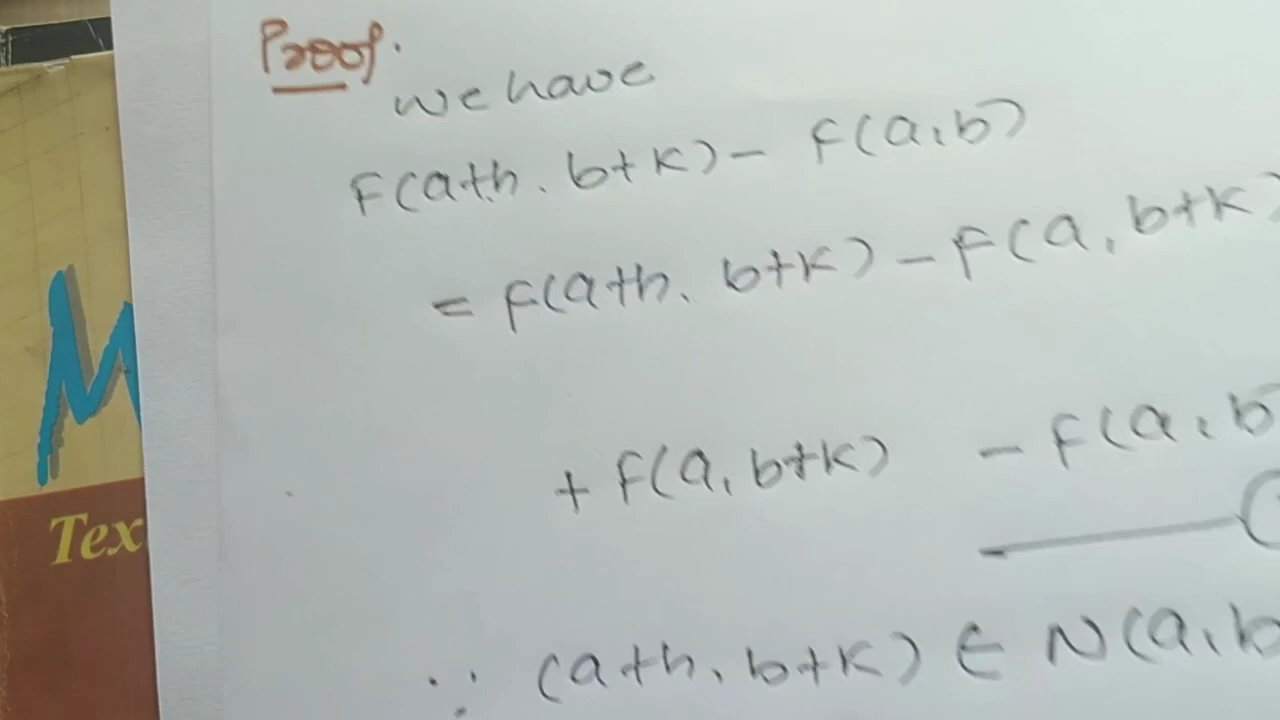 Proof.
we have
F(a+h, b+k) - F(a,b)
= F(a+h, b+k) - F(a, b+k)
+ F(a, b+k) - F(a, b
∵ (a+h, b+k) ∈ N(a,b
M
Tex